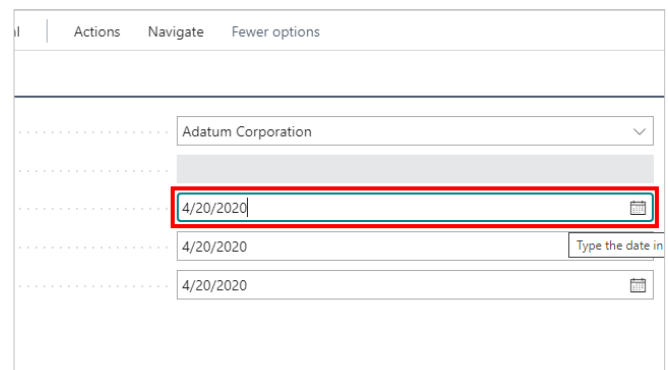 Actions Navigate Fewer options
Adatum Corporation
4/20/2020
4/20/2020
Type the date in
4/20/2020